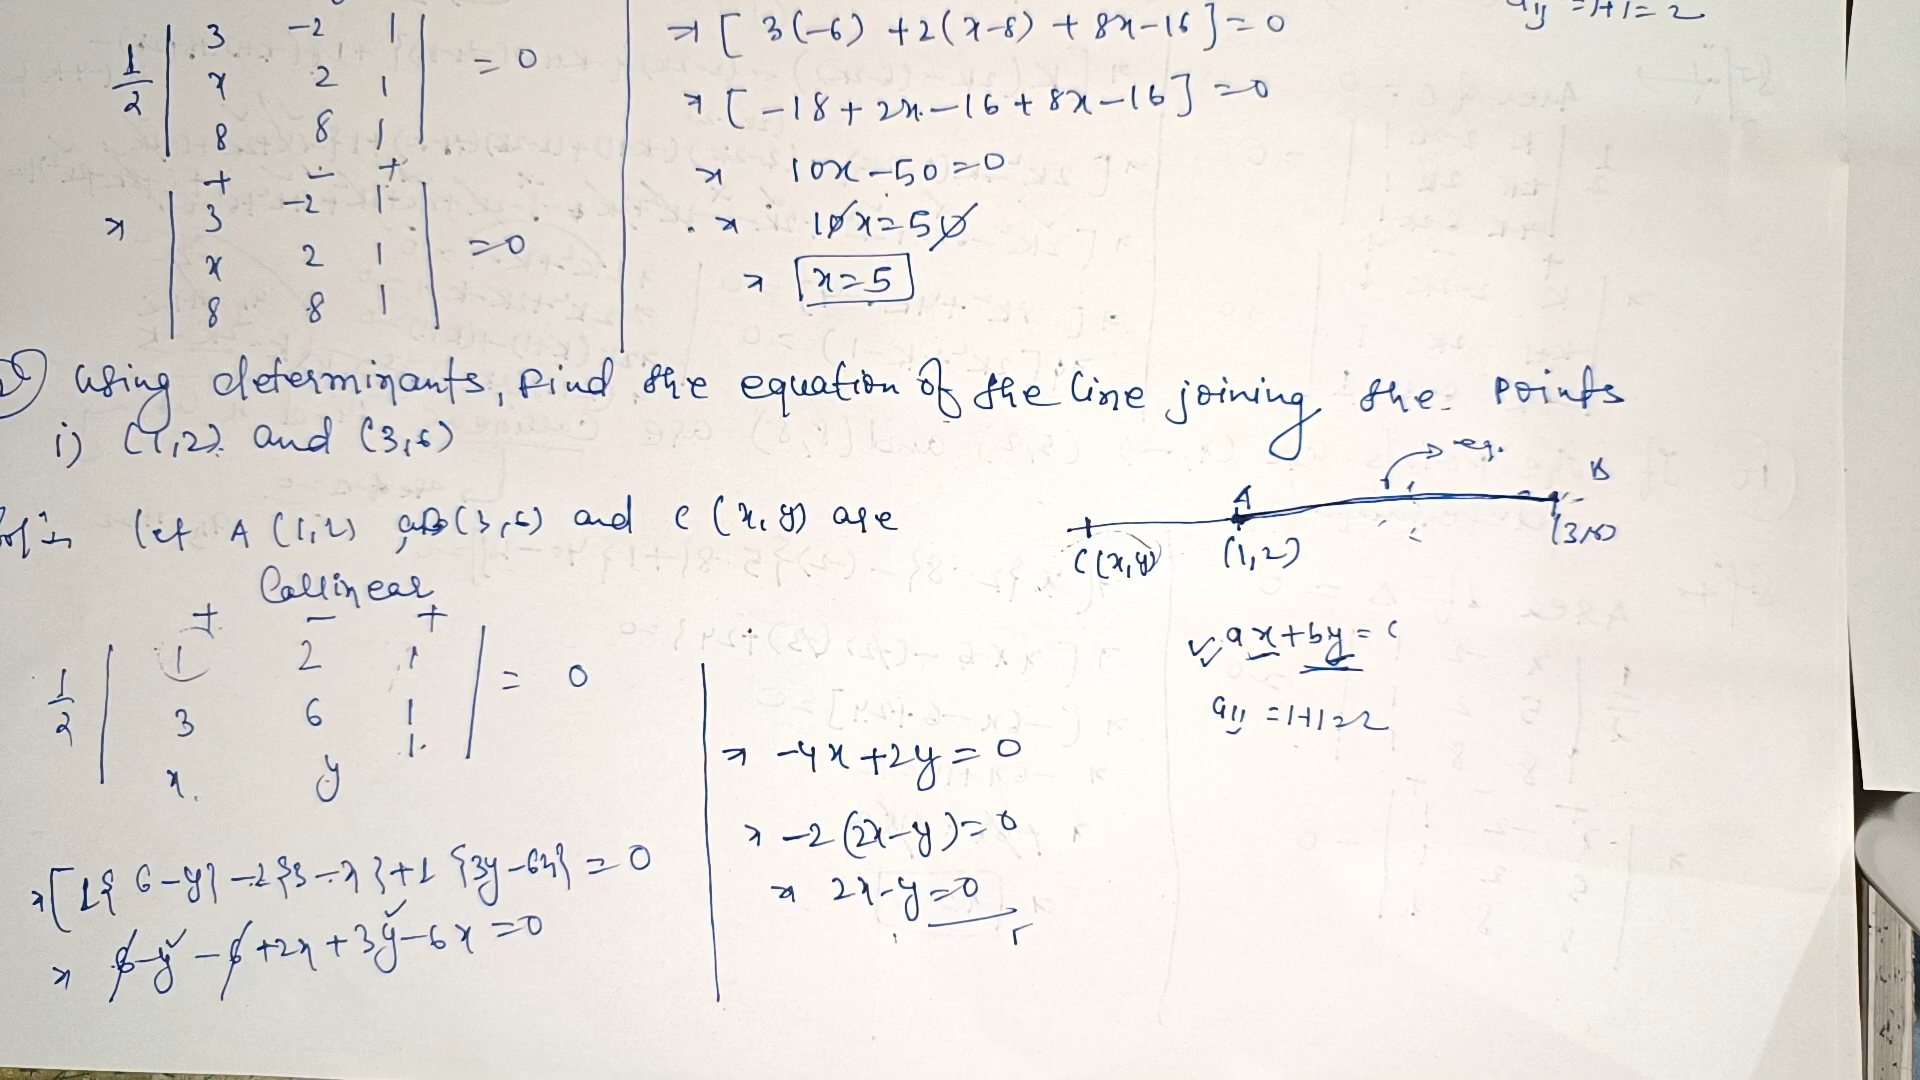 1/2 | 3 -2 1 |
| x 2 1 | = 0
| 8 8 1 |
+ - +
⇒ | 3 -2 1 |
| x 2 1 | = 0
| 8 8 1 |
⇒ [ 3(-6) + 2(x-8) + 8x-16 ] = 0
⇒ [ -18 + 2x - 16 + 8x - 16 ] = 0
⇒ 10x - 50 = 0
⇒ 10x = 50
⇒ x = 5
= 1+1 = 2
using determinants, find the equation of the line joining the points
i) (1,2) and (3,6)
let A (1,2), B(3,6) and C (x, y) are
Collinear
+ - +
1/2 | 1 2 1 |
| 3 6 1 | = 0
| x y 1 |
⇒ [1{6-y} -2{3-x}+1 {3y-6x} = 0
⇒ 6-y - 6 + 2x + 3y - 6x = 0
⇒ -4x + 2y = 0
⇒ -2(2x-y) = 0
⇒ 2x - y = 0
eq.
A B
C(x,y) (1,2) (3,6)
ax + by = c
= 1+1 = 2